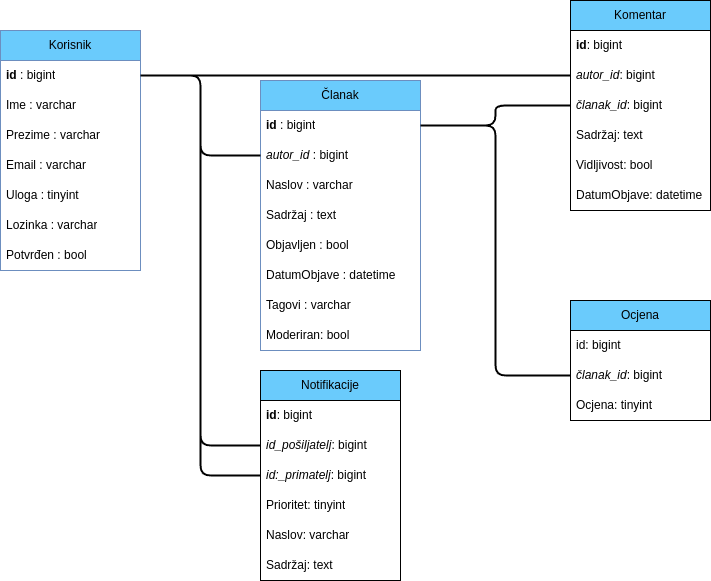 Korisnik
id : bigint
Ime : varchar
Prezime : varchar
Email : varchar
Uloga : tinyint
Lozinka : varchar
Potvrđen : bool
Članak
id : bigint
autor_id : bigint
Naslov : varchar
Sadržaj : text
Objavljen : bool
DatumObjave : datetime
Tagovi : varchar
Moderiran: bool
Notifikacije
id: bigint
id_pošiljatelj: bigint
id:_primatelj: bigint
Prioritet: tinyint
Naslov: varchar
Sadržaj: text
Komentar
id: bigint
autor_id: bigint
članak_id: bigint
Sadržaj: text
Vidljivost: bool
DatumObjave: datetime
Ocjena
id: bigint
članak_id: bigint
Ocjena: tinyint